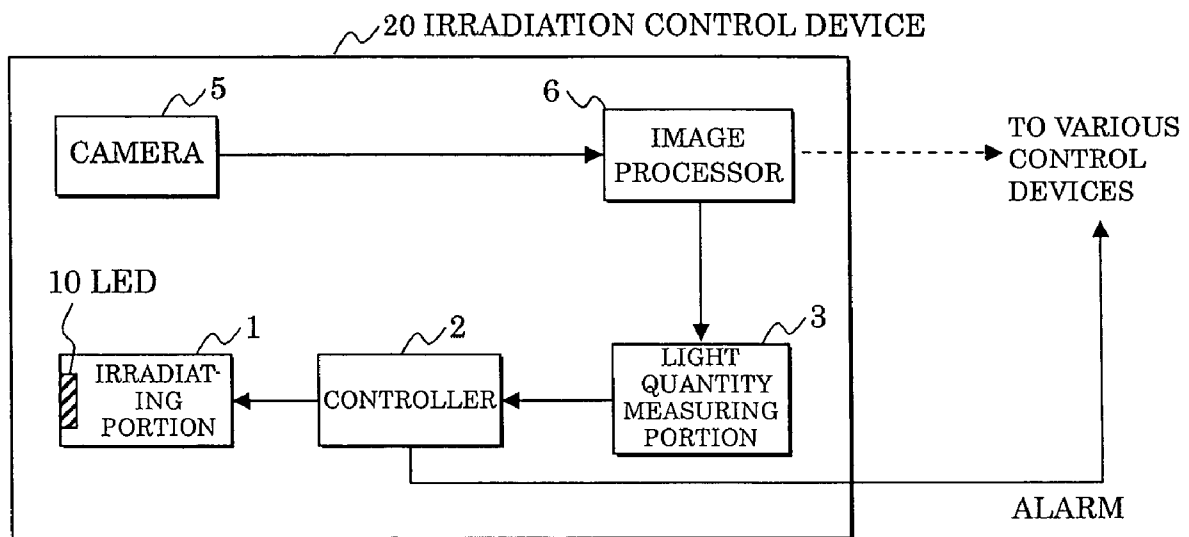 20 IRRADIATION CONTROL DEVICE
5
CAMERA
6
IMAGE
PROCESSOR
TO VARIOUS
CONTROL
DEVICES
10 LED
1
IRRADIAT-
ING
PORTION
2
CONTROLLER
3
LIGHT
QUANTITY
MEASURING
PORTION
ALARM